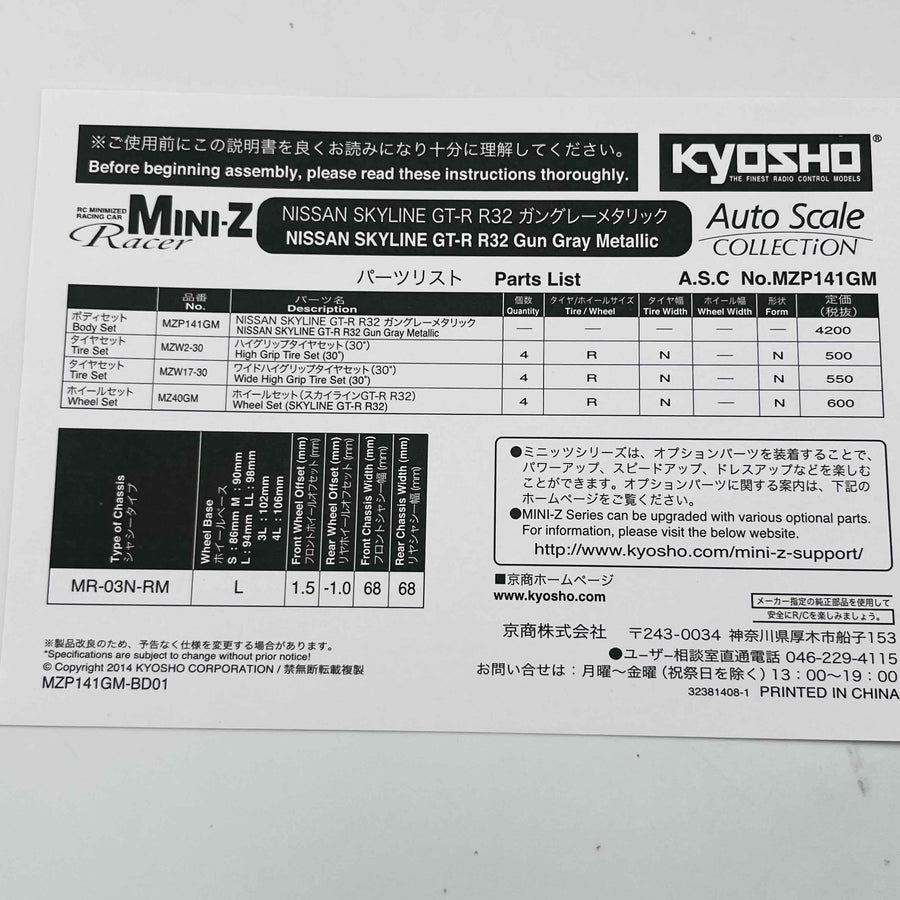 ※ご使用前にこの説明書を良くお読みになり十分に理解してください。
Before beginning assembly, please read these instructions thoroughly.
KYOSHO®
THE FINEST RADIO CONTROL MODELS
RC MINIMIZED
RACING CAR
MINI-Z
Racer
NISSAN SKYLINE GT-R R32 ガングレーメタリック
NISSAN SKYLINE GT-R R32 Gun Gray Metallic
Auto Scale
COLLECTiON
パーツリスト Parts List A.S.C No.MZP141GM
品番 パーツ名 個数 タイヤ/ホイールサイズ タイヤ幅 ホイール幅 形状 定価
No. Description Quantity Tire / Wheel Tire Width Wheel Width Form (税抜)
ボディセット
Body Set MZP141GM NISSAN SKYLINE GT-R R32 ガングレーメタリック
NISSAN SKYLINE GT-R R32 Gun Gray Metallic — — — — — 4200
タイヤセット
Tire Set MZW2-30 ハイグリップタイヤセット(30°)
High Grip Tire Set (30°) 4 R N — N 500
タイヤセット
Tire Set MZW17-30 ワイドハイグリップタイヤセット(30°)
Wide High Grip Tire Set (30°) 4 R N — N 550
ホイールセット
Wheel Set MZ40GM ホイールセット(スカイラインGT-R R32)
Wheel Set (SKYLINE GT-R R32) 4 R N — N 600
Type of Chassis
シャシータイプ
Wheel Base
ホイールベース
S : 86mm M : 90mm
L : 94mm LL : 98mm
3L : 102mm
4L : 106mm
Front Wheel Offset (mm)
フロントホイールオフセット(mm)
Rear Wheel Offset (mm)
リヤホイールオフセット(mm)
Front Chassis Width (mm)
フロントシャシー幅 (mm)
Rear Chassis Width (mm)
リヤシャシー幅 (mm)
MR-03N-RM L 1.5 -1.0 68 68
●ミニッツシリーズは、オプションパーツを装着することで、
パワーアップ、スピードアップ、ドレスアップなどを楽しむ
ことができます。オプションパーツに関する案内は、下記の
ホームページをご覧ください。
●MINI-Z Series can be upgraded with various optional parts.
For information, please visit the below website.
http://www.kyosho.com/mini-z-support/
■京商ホームページ
www.kyosho.com
メーカー指定の純正部品を使用して
安全にR/Cを楽しみましょう。
京商株式会社 〒243-0034 神奈川県厚木市船子153
●ユーザー相談室直通電話 046-229-4115
お問い合せは:月曜〜金曜(祝祭日を除く)13:00〜19:00
32381408-1 PRINTED IN CHINA
※製品改良のため、予告なく仕様を変更する場合があります。
*Specifications are subject to change without prior notice!
© Copyright 2014 KYOSHO CORPORATION / 禁無断転載複製
MZP141GM-BD01